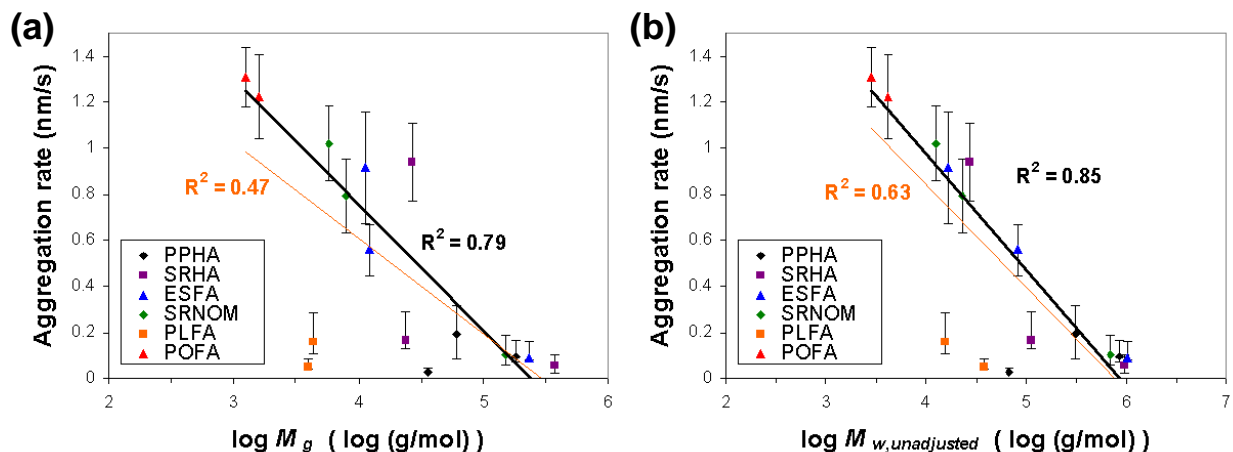 (a)
Aggregation rate (nm/s)
1.4
1.2
1
0.8
0.6
0.4
0.2
0
R² = 0.47
R² = 0.79
PPHA
SRHA
ESFA
SRNOM
PLFA
POFA
2 3 4 5 6
log M g ( log (g/mol) )
(b)
Aggregation rate (nm/s)
1.4
1.2
1
0.8
0.6
0.4
0.2
0
R² = 0.85
R² = 0.63
PPHA
SRHA
ESFA
SRNOM
PLFA
POFA
2 3 4 5 6 7
log M w,unadjusted ( log (g/mol) )